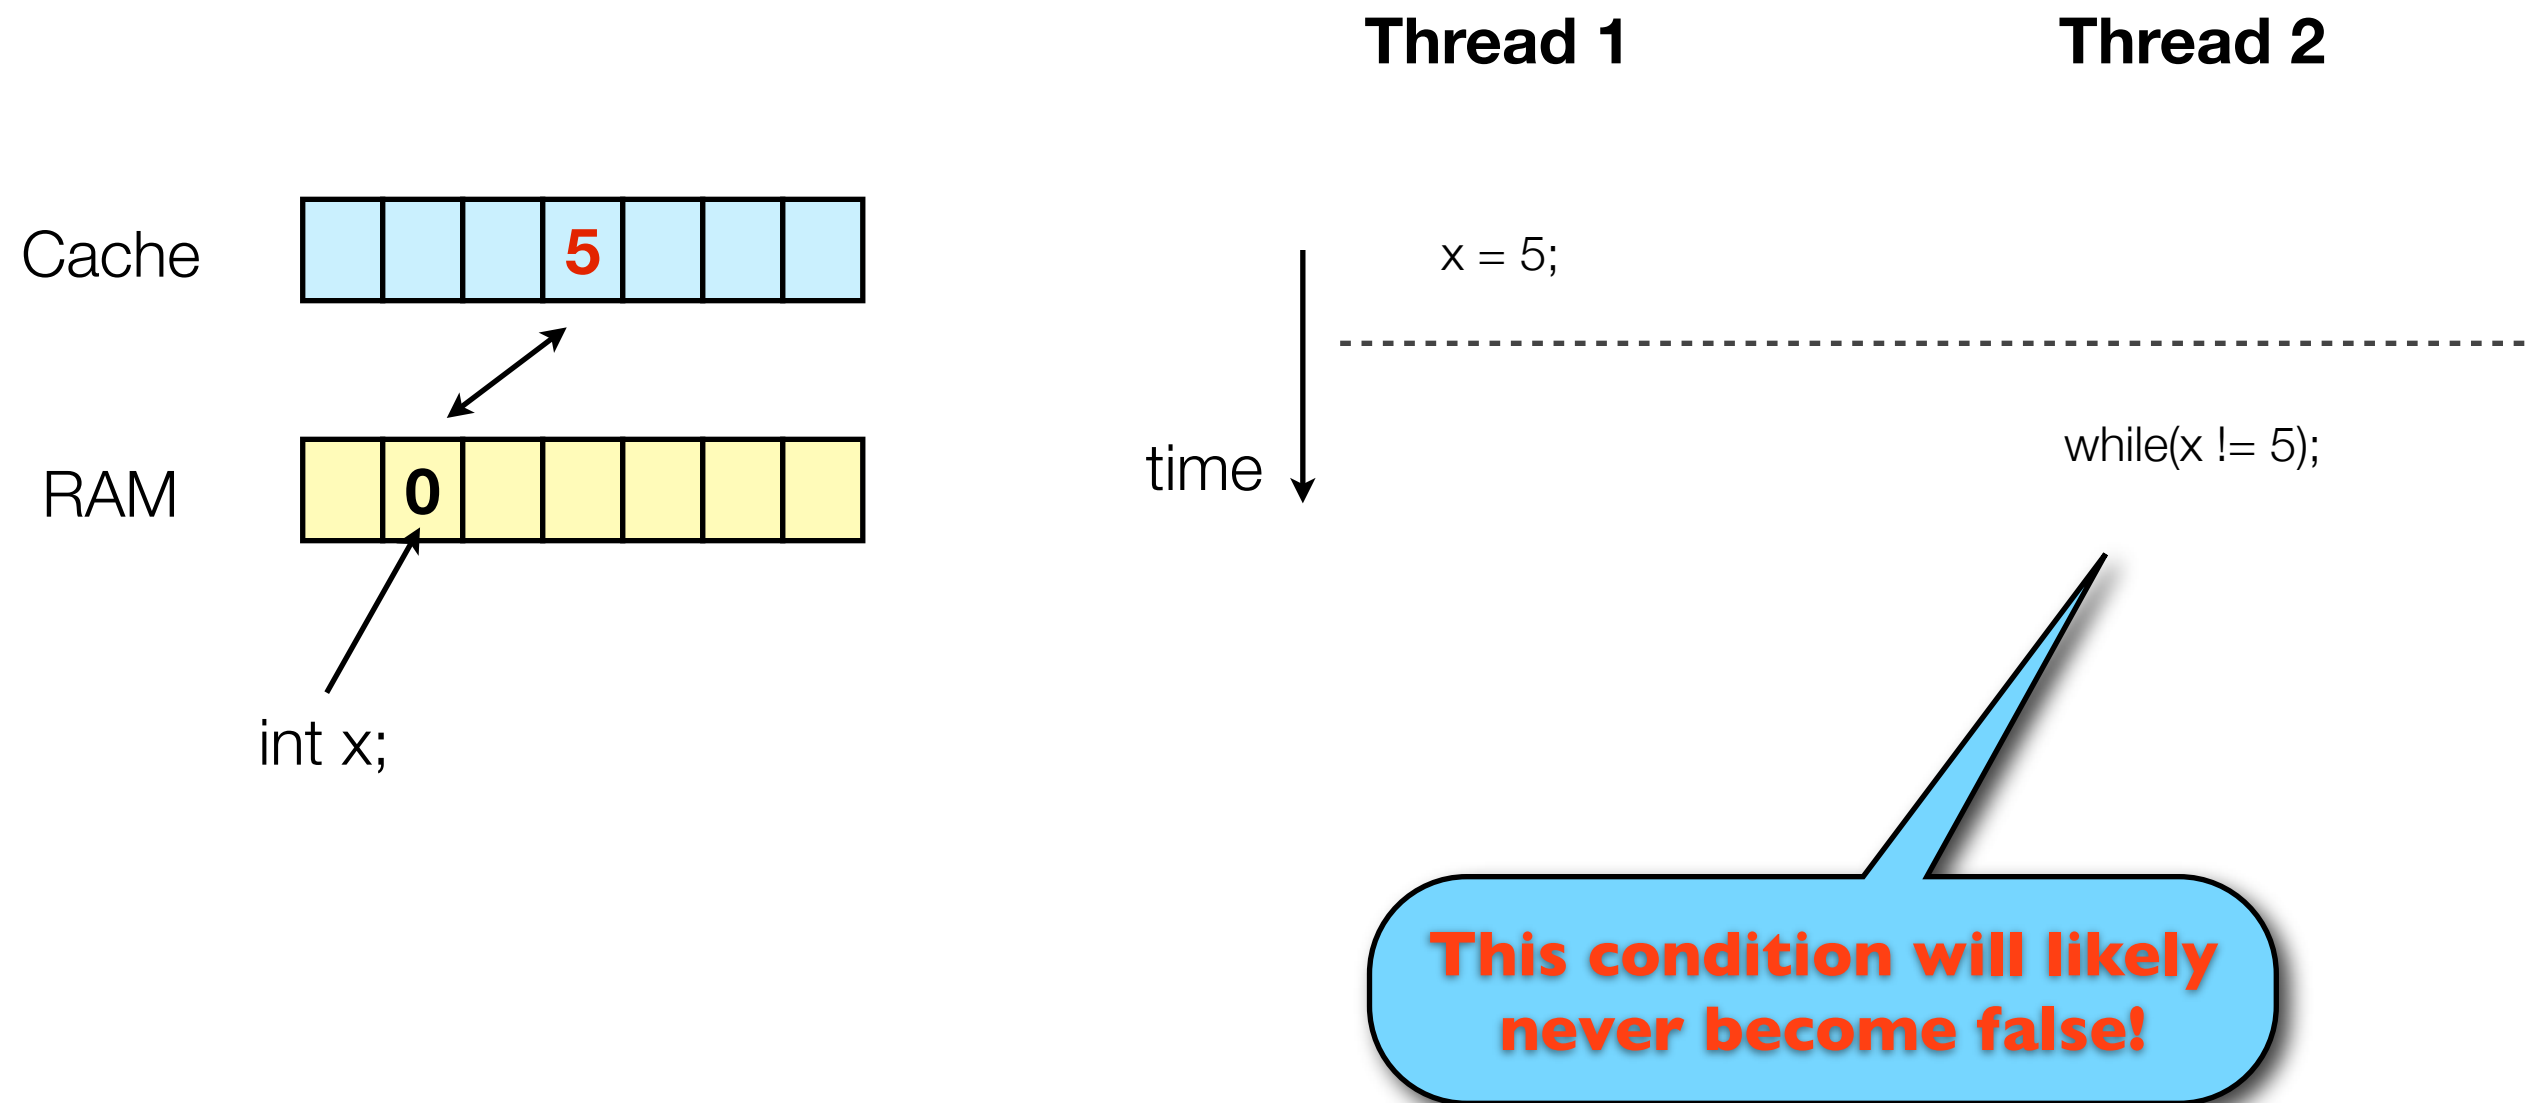 Thread 1
Thread 2
Cache
5
x = 5;
RAM
0
time
while(x != 5);
int x;
This condition will likely
never become false!